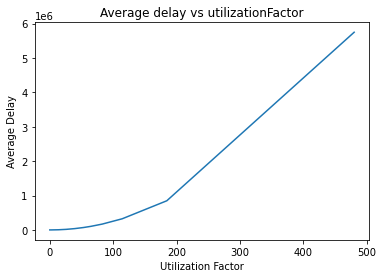 Average delay vs utilizationFactor
1e6
6
5
4
3
2
1
0
Average Delay
0 100 200 300 400 500
Utilization Factor